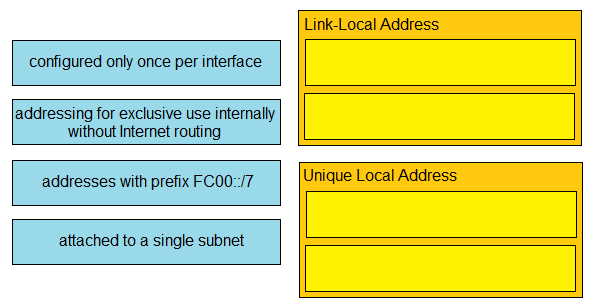 configured only once per interface
addressing for exclusive use internally
without Internet routing
addresses with prefix FC00::/7
attached to a single subnet
Link-Local Address
Unique Local Address